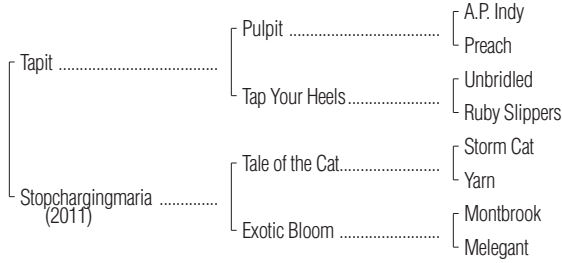 A.P. Indy
Pulpit ..............................
Preach
Tapit ................................
Unbridled
Tap Your Heels ....................
Ruby Slippers
Storm Cat
Tale of the Cat ......................
Yarn
Stopchargingmaria .............
(2011)
Montbrook
Exotic Bloom ......................
Melegant